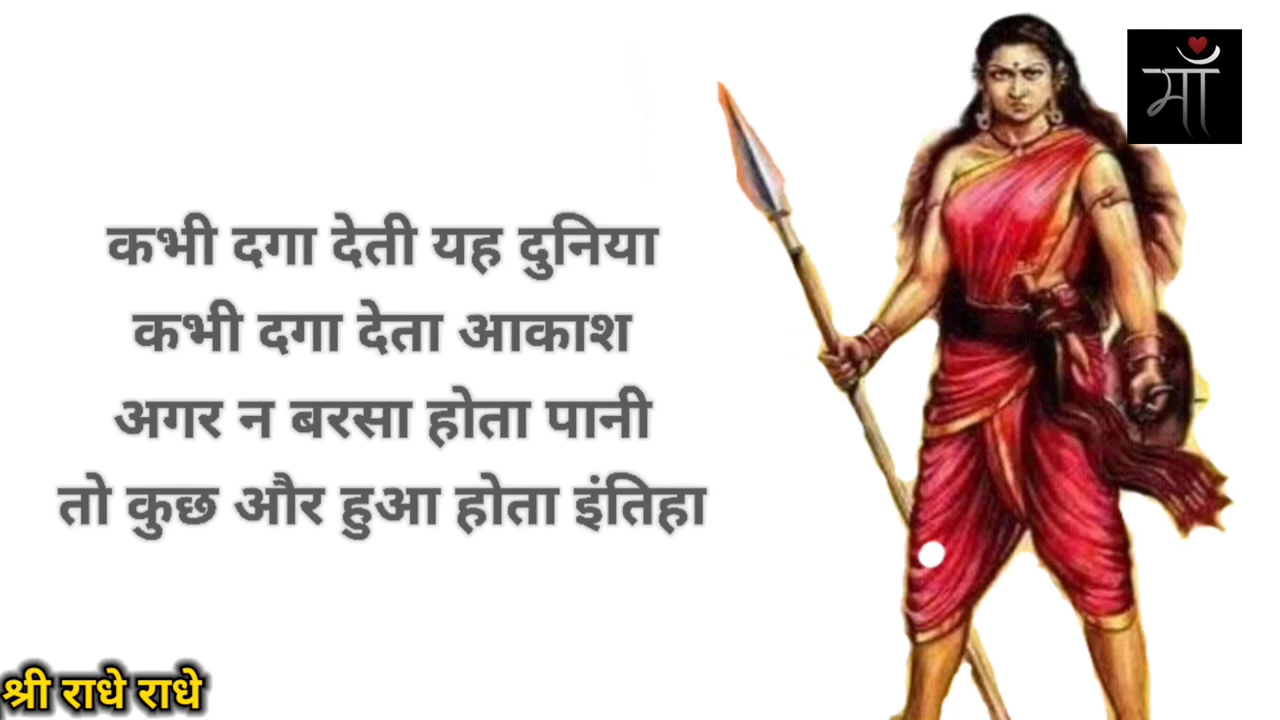 माँ
कभी दगा देती यह दुनिया
कभी दगा देता आकाश
अगर न बरसा होता पानी
तो कुछ और हुआ होता इंतिहा
श्री राधे राधे